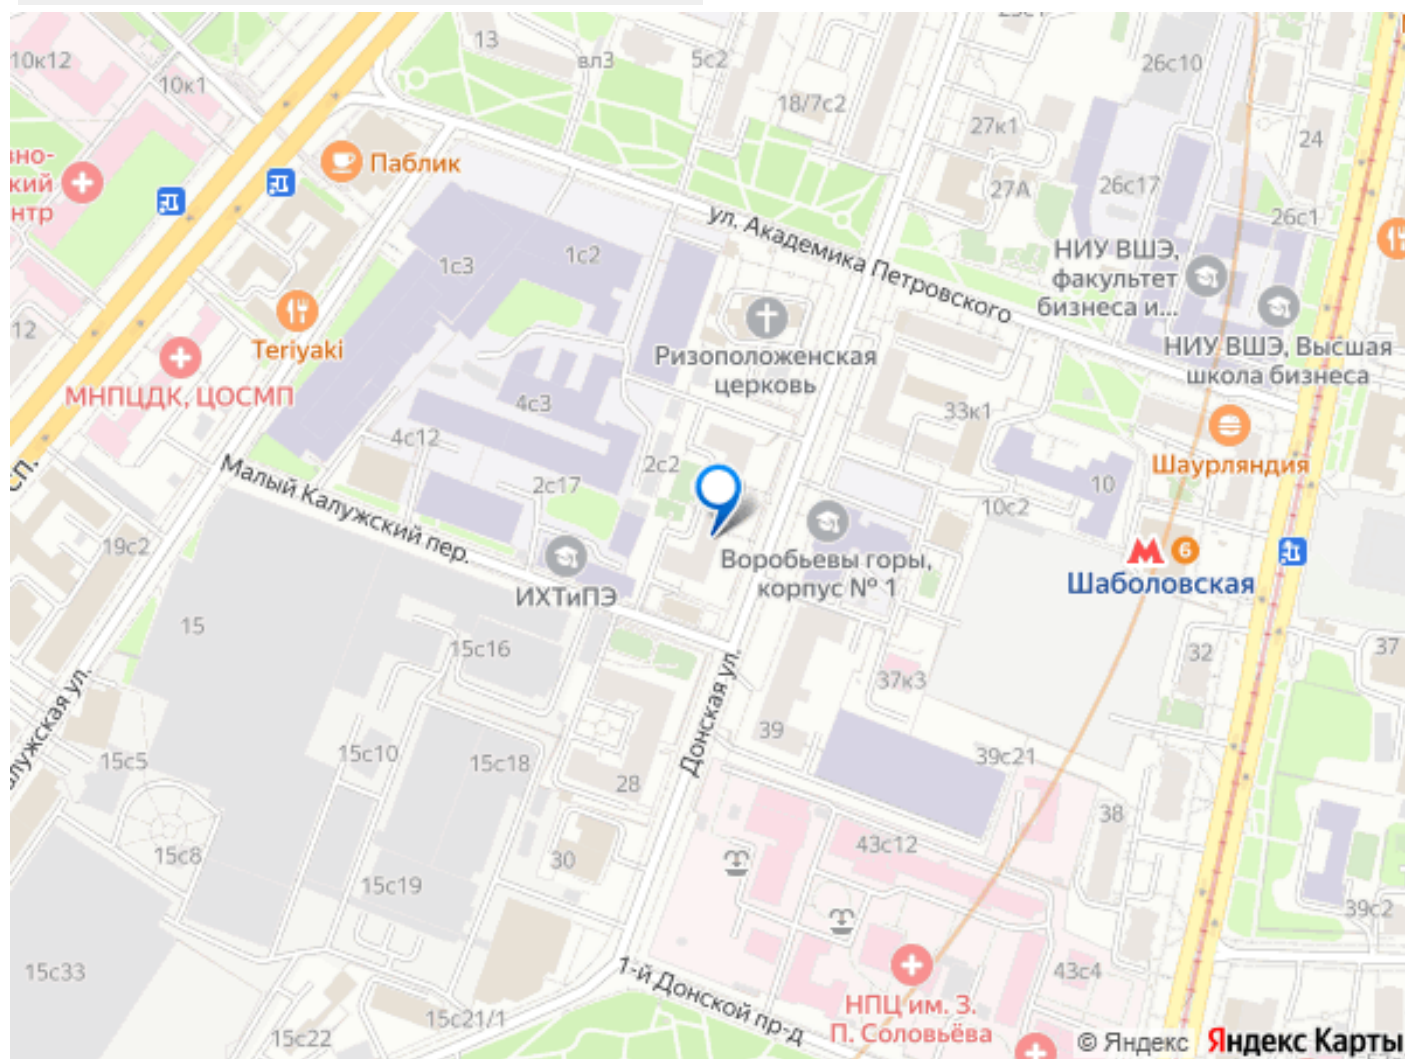 13
вл3
5с2
26с10
10к12
10к1
18/7с2
27к1
24
Паблик
27А
26с17
26с1
ул. Академика Петровского
1с3
1с2
НИУ ВШЭ,
факультет
бизнеса и...
12
Teriyaki
МНПЦДК, ЦОСМП
Ризоположенская
церковь
НИУ ВШЭ, Высшая
школа бизнеса
4с3
33к1
4с12
Шаурляндия
2с2
2с17
10
10с2
Малый Калужский пер.
19с2
Воробьевы горы,
корпус № 1
6
Шаболовская
ИХТиПЭ
15
15с16
32
37
37к3
Донская ул.
39
15с5
15с10
15с18
28
39с21
38
15с8
30
43с12
15с19
39с2
15с33
1-й Донской пр-д
43с4
НПЦ им. З.
П. Соловьёва
15с22
15с21/1
© Яндекс Яндекс Карты